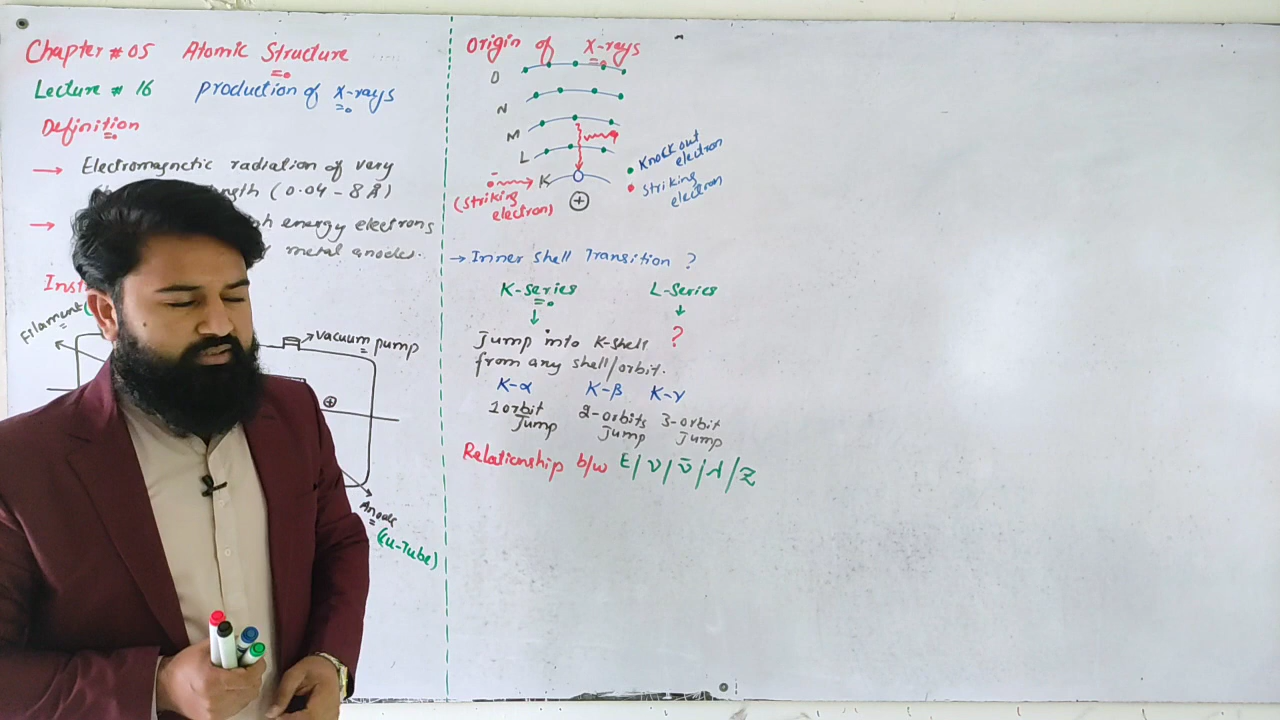 Chapter # 05 Atomic Structure
Lecture # 16 production of X-rays
Definition
→ Electromagnetic radiation of very
length (0.04 - 8 Å)
→ energy electrons
metal anodes.
Filament
→ Vacuum pump
⊕
Anode
(Cu-Tube)
Origin of X-rays
O
N
M
L
K
(striking electron)
⊕
• Knock out electron
• Striking electron
→ Inner shell Transition ?
K-series L-Series
↓ ↓
Jump into K-shell ?
from any shell/orbit.
K-α K-β K-γ
1 orbit Jump 2-orbits Jump 3-orbit Jump
Relationship b/w E/ν/ν̄/λ/Z